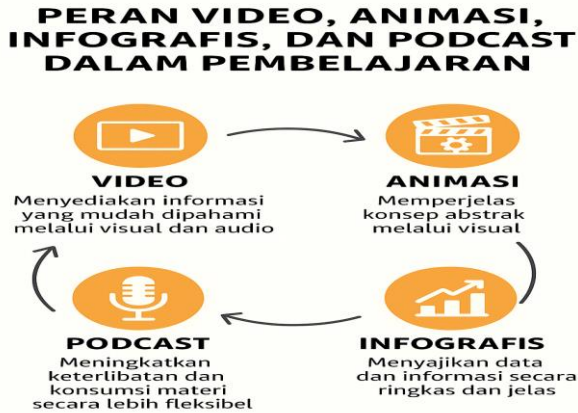 PERAN VIDEO, ANIMASI,
INFOGRAFIS, DAN PODCAST
DALAM PEMBELAJARAN
VIDEO
Menyediakan informasi
yang mudah dipahami
melalui visual dan audio
ANIMASI
Memperjelas
konsep abstrak
melalui visual
PODCAST
Meningkatkan
keterlibatan dan
konsumsi materi
secara lebih fleksibel
INFOGRAFIS
Menyajikan data
dan informasi secara
ringkas dan jelas